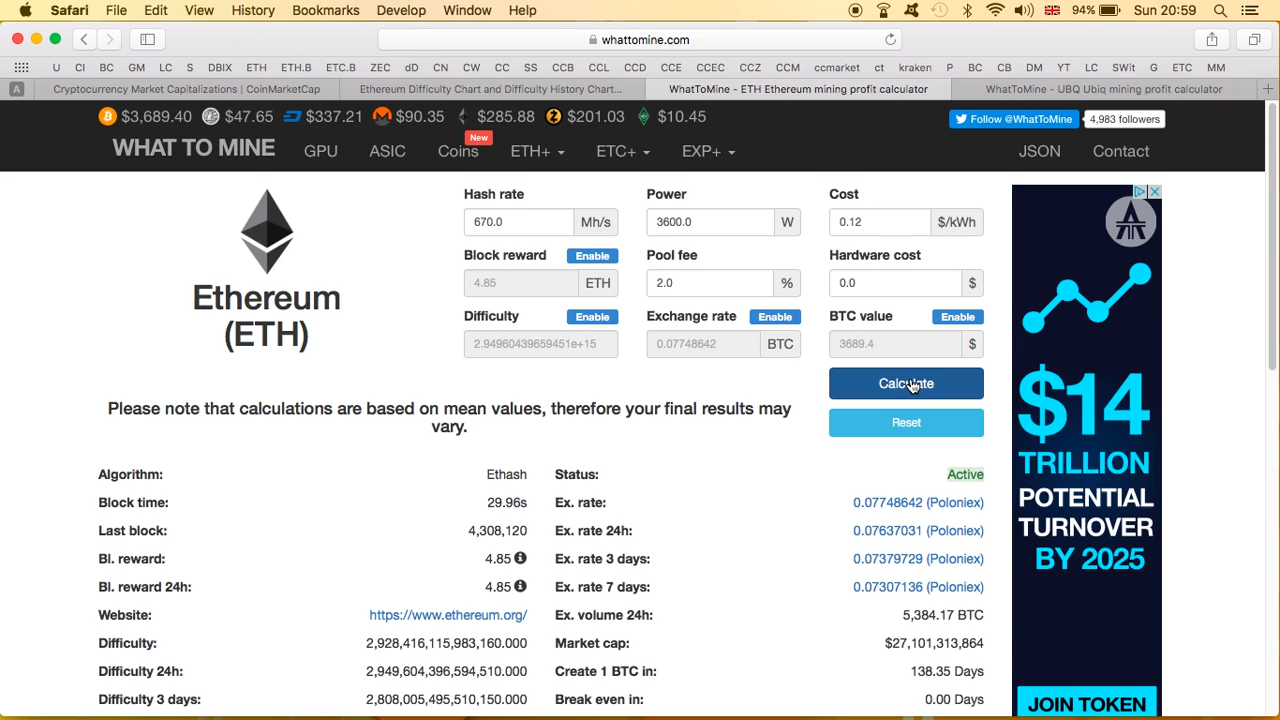 Safari File Edit View History Bookmarks Develop Window Help 94% Sun 20:59
whattomine.com
U CI BC GM LC S DBIX ETH ETH.B ETC.B ZEC dD CN CW CC SS CCB CCL CCD CCE CCEC CCZ CCM ccmarket ct kraken P BC CB DM YT LC SWit G ETC MM
A Cryptocurrency Market Capitalizations | CoinMarketCap Ethereum Difficulty Chart and Difficulty History Chart... WhatToMine - ETH Ethereum mining profit calculator WhatToMine - UBQ Ubiq mining profit calculator
$3,689.40 $47.65 $337.21 $90.35 $285.88 $201.03 $10.45 Follow @WhatToMine 4,983 followers
New
WHAT TO MINE GPU ASIC Coins ETH+ ETC+ EXP+ JSON Contact
Hash rate Power Cost
670.0 Mh/s 3600.0 W 0.12 $/kWh
Block reward Enable Pool fee Hardware cost
4.85 ETH 2.0 % 0.0 $
Difficulty Enable Exchange rate Enable BTC value Enable
2.94960439659451e+15 0.07748642 BTC 3689.4 $
Ethereum
(ETH)
Calculate
Reset
Please note that calculations are based on mean values, therefore your final results may
vary.
Algorithm: Ethash Status: Active
Block time: 29.96s Ex. rate: 0.07748642 (Poloniex)
Last block: 4,308,120 Ex. rate 24h: 0.07637031 (Poloniex)
Bl. reward: 4.85 Ex. rate 3 days: 0.07379729 (Poloniex)
Bl. reward 24h: 4.85 Ex. rate 7 days: 0.07307136 (Poloniex)
Website: https://www.ethereum.org/ Ex. volume 24h: 5,384.17 BTC
Difficulty: 2,928,416,115,983,160.000 Market cap: $27,101,313,864
Difficulty 24h: 2,949,604,396,594,510.000 Create 1 BTC in: 138.35 Days
Difficulty 3 days: 2,808,005,495,510,150.000 Break even in: 0.00 Days
$14
TRILLION
POTENTIAL
TURNOVER
BY 2025
JOIN TOKEN